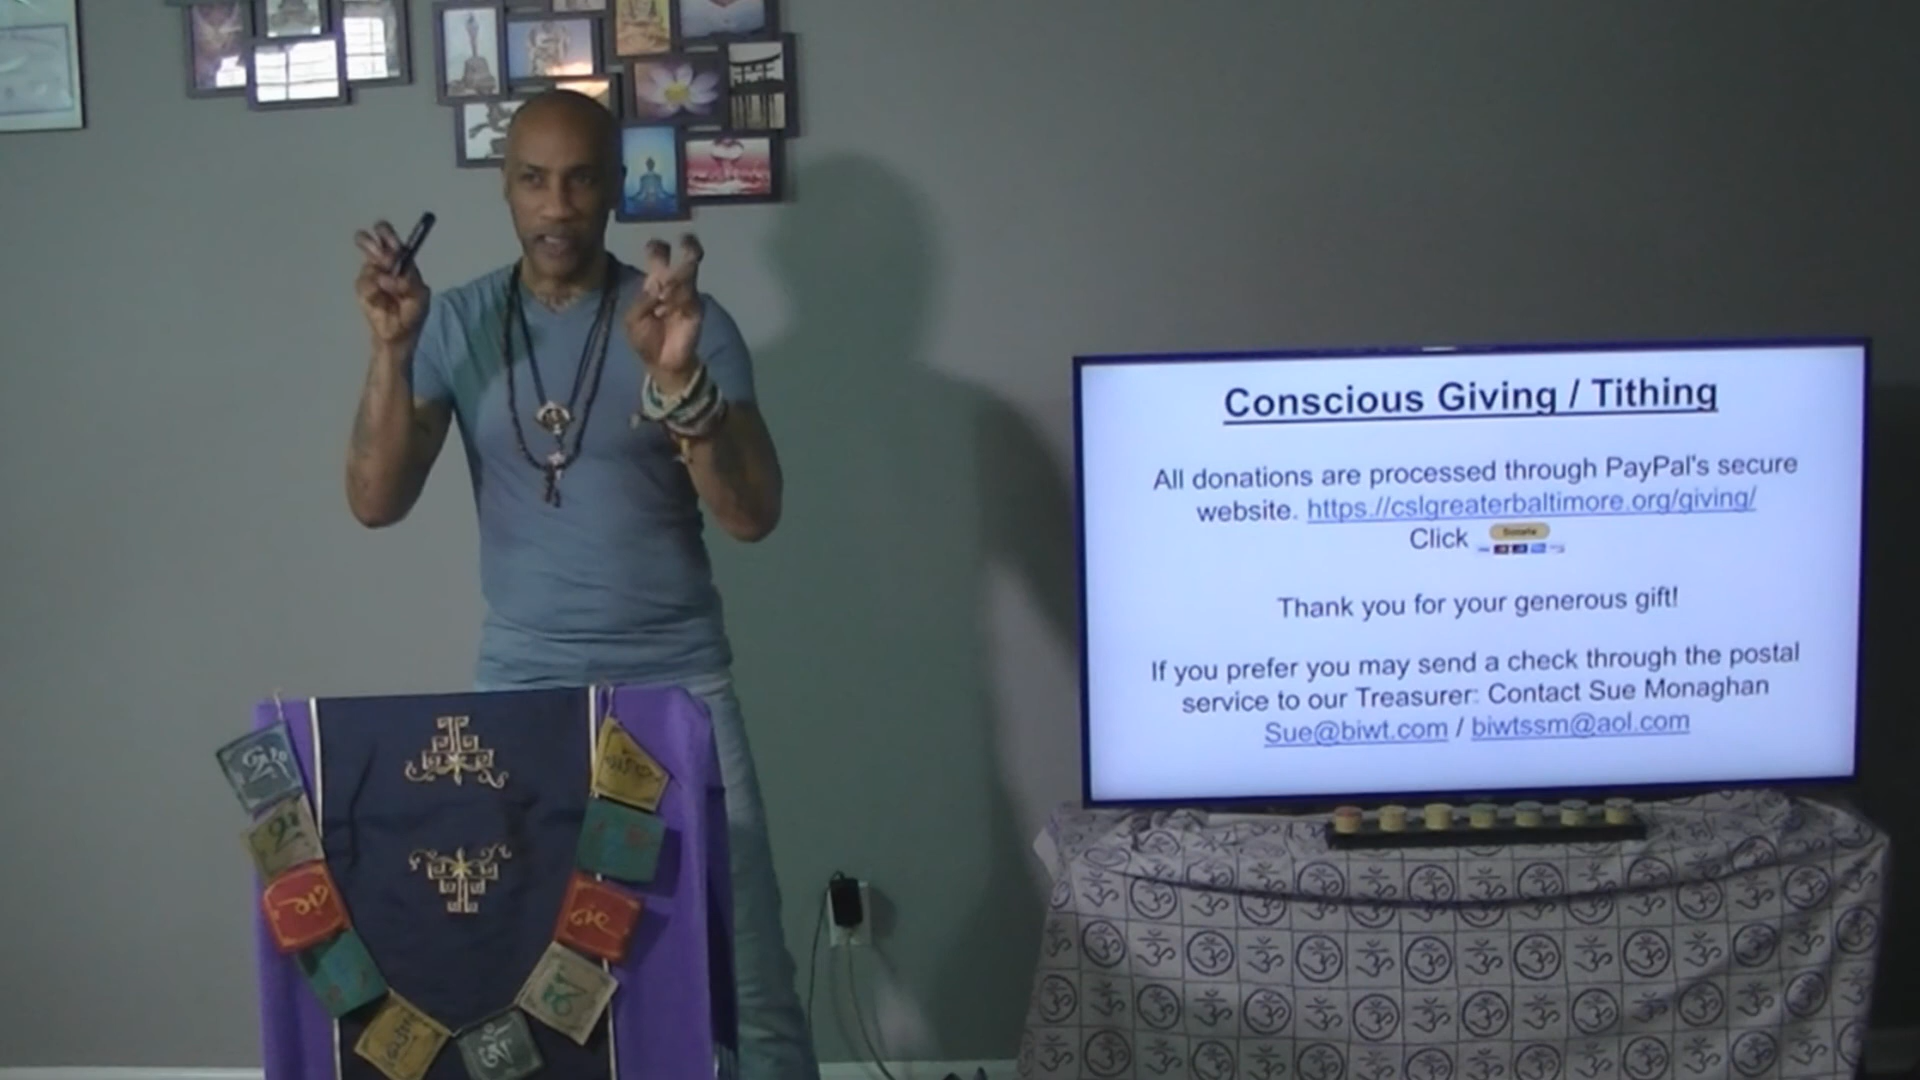 Conscious Giving / Tithing
All donations are processed through PayPal's secure
website. https://cslgreaterbaltimore.org/giving/
Click Donate
Thank you for your generous gift!
If you prefer you may send a check through the postal
service to our Treasurer: Contact Sue Monaghan
Sue@biwt.com / biwtssm@aol.com